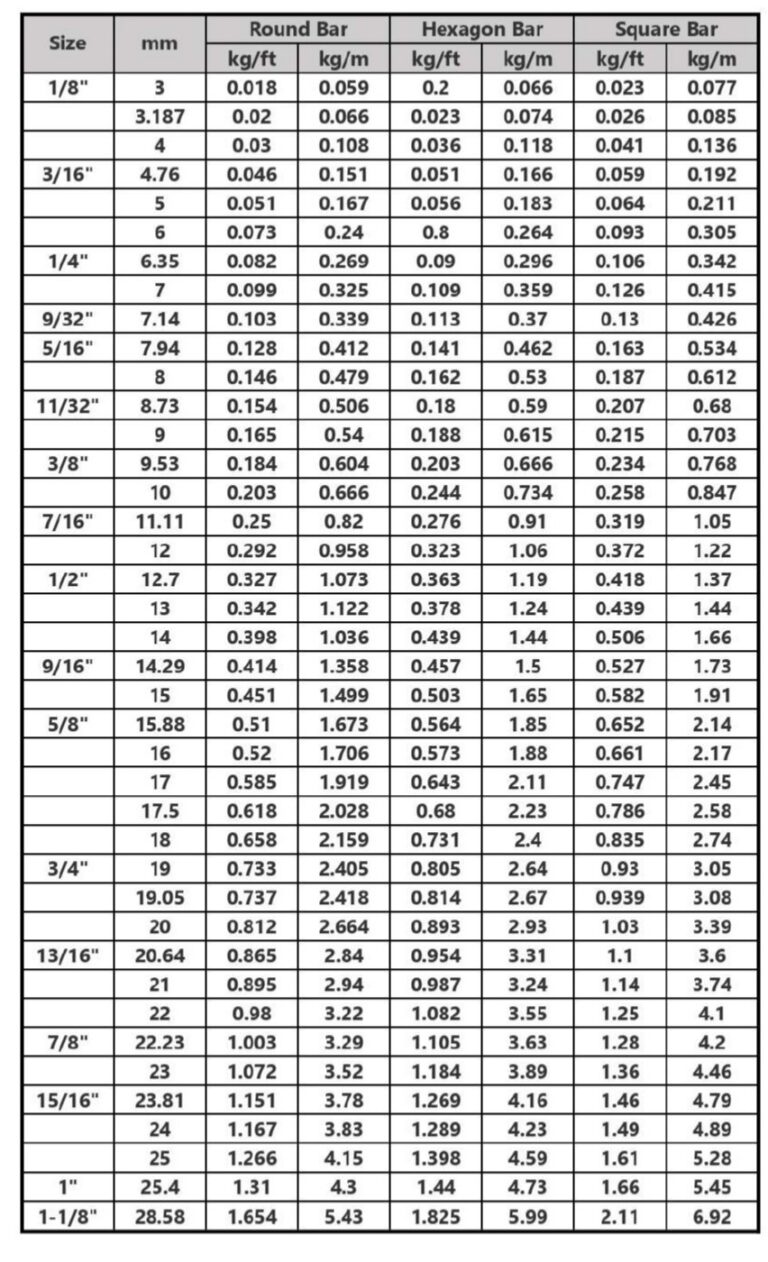 Size mm Round Bar Hexagon Bar Square Bar
kg/ft kg/m kg/ft kg/m kg/ft kg/m
1/8" 3 0.018 0.059 0.2 0.066 0.023 0.077
3.187 0.02 0.066 0.023 0.074 0.026 0.085
4 0.03 0.108 0.036 0.118 0.041 0.136
3/16" 4.76 0.046 0.151 0.051 0.166 0.059 0.192
5 0.051 0.167 0.056 0.183 0.064 0.211
6 0.073 0.24 0.8 0.264 0.093 0.305
1/4" 6.35 0.082 0.269 0.09 0.296 0.106 0.342
7 0.099 0.325 0.109 0.359 0.126 0.415
9/32" 7.14 0.103 0.339 0.113 0.37 0.13 0.426
5/16" 7.94 0.128 0.412 0.141 0.462 0.163 0.534
8 0.146 0.479 0.162 0.53 0.187 0.612
11/32" 8.73 0.154 0.506 0.18 0.59 0.207 0.68
9 0.165 0.54 0.188 0.615 0.215 0.703
3/8" 9.53 0.184 0.604 0.203 0.666 0.234 0.768
10 0.203 0.666 0.244 0.734 0.258 0.847
7/16" 11.11 0.25 0.82 0.276 0.91 0.319 1.05
12 0.292 0.958 0.323 1.06 0.372 1.22
1/2" 12.7 0.327 1.073 0.363 1.19 0.418 1.37
13 0.342 1.122 0.378 1.24 0.439 1.44
14 0.398 1.036 0.439 1.44 0.506 1.66
9/16" 14.29 0.414 1.358 0.457 1.5 0.527 1.73
15 0.451 1.499 0.503 1.65 0.582 1.91
5/8" 15.88 0.51 1.673 0.564 1.85 0.652 2.14
16 0.52 1.706 0.573 1.88 0.661 2.17
17 0.585 1.919 0.643 2.11 0.747 2.45
17.5 0.618 2.028 0.68 2.23 0.786 2.58
18 0.658 2.159 0.731 2.4 0.835 2.74
3/4" 19 0.733 2.405 0.805 2.64 0.93 3.05
19.05 0.737 2.418 0.814 2.67 0.939 3.08
20 0.812 2.664 0.893 2.93 1.03 3.39
13/16" 20.64 0.865 2.84 0.954 3.31 1.1 3.6
21 0.895 2.94 0.987 3.24 1.14 3.74
22 0.98 3.22 1.082 3.55 1.25 4.1
7/8" 22.23 1.003 3.29 1.105 3.63 1.28 4.2
23 1.072 3.52 1.184 3.89 1.36 4.46
15/16" 23.81 1.151 3.78 1.269 4.16 1.46 4.79
24 1.167 3.83 1.289 4.23 1.49 4.89
25 1.266 4.15 1.398 4.59 1.61 5.28
1" 25.4 1.31 4.3 1.44 4.73 1.66 5.45
1-1/8" 28.58 1.654 5.43 1.825 5.99 2.11 6.92